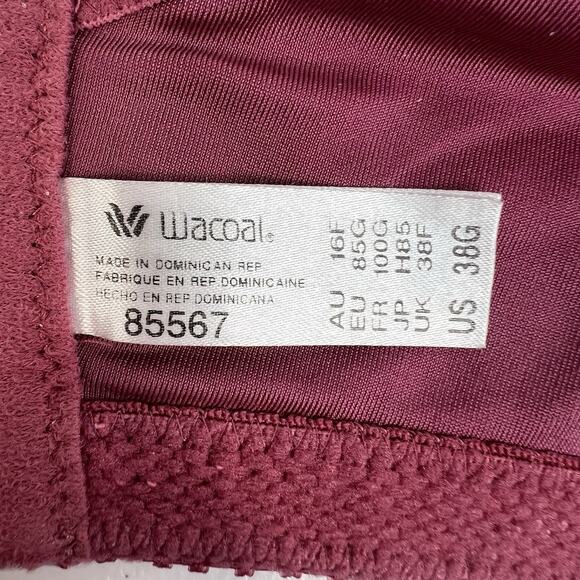 Wacoal®
MADE IN DOMINICAN REP
FABRIQUE EN REP. DOMINICAINE
HECHO EN REP. DOMINICANA
85567
AU 16F
EU 85G
FR 100G
JP H85
UK 38F
US 38G